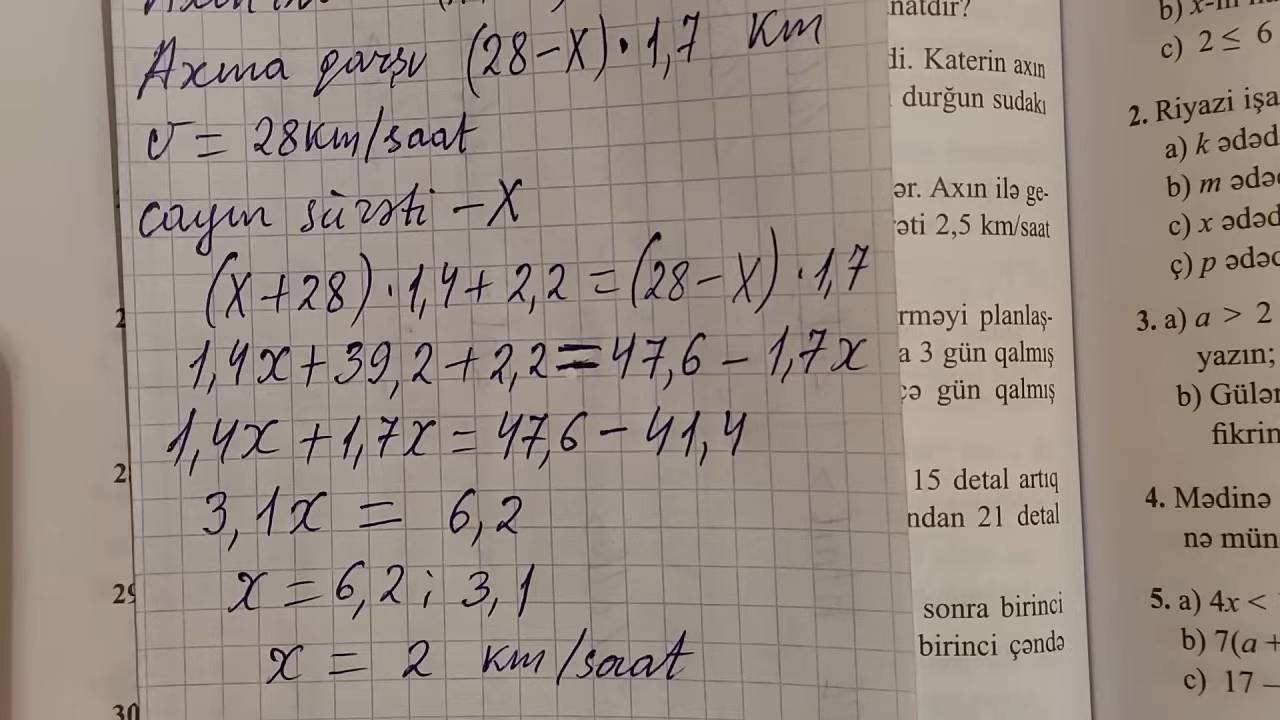 Axına qarşı (28-x)·1,7 km
v = 28km/saat
çayın sürəti - x
(x+28)·1,4+2,2=(28-x)·1,7
1,4x+39,2+2,2=47,6-1,7x
1,4x+1,7x=47,6-41,4
3,1x = 6,2
x=6,2:3,1
x = 2 km/saat
2
29
30
natdır?
di. Katerin axın
durğun sudakı
ər. Axın ilə ge-
əti 2,5 km/saat
rməyi planlaş-
a 3 gün qalmış
gün qalmış
15 detal artıq
ndan 21 detal
sonra birinci
birinci çəndə
b) x-in
c) 2 ≤ 6
2. Riyazi işa
a) k ədəd
b) m ədə
c) x ədəd
ç) p ədəd
3. a) a > 2
yazın;
b) Gülər
fikrin
4. Mədinə
nə mün
5. a) 4x <
b) 7(a +
c) 17 –